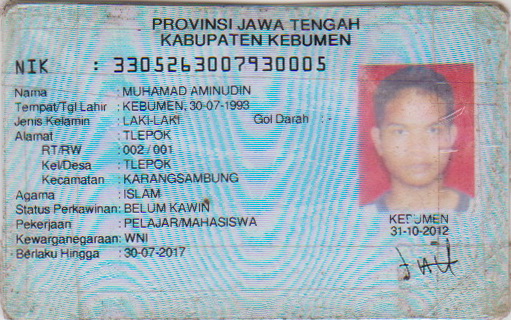 PROVINSI JAWA TENGAH
KABUPATEN KEBUMEN
NIK : 3305263007930005
Nama : MUHAMAD AMINUDIN
Tempat/Tgl Lahir : KEBUMEN, 30-07-1993
Jenis Kelamin : LAKI-LAKI Gol Darah : -
Alamat : TLEPOK
RT/RW : 002 / 001
Kel/Desa : TLEPOK
Kecamatan : KARANGSAMBUNG
Agama : ISLAM
Status Perkawinan: BELUM KAWIN
Pekerjaan : PELAJAR/MAHASISWA
Kewarganegaraan: WNI
Berlaku Hingga : 30-07-2017
KEBUMEN
31-10-2012